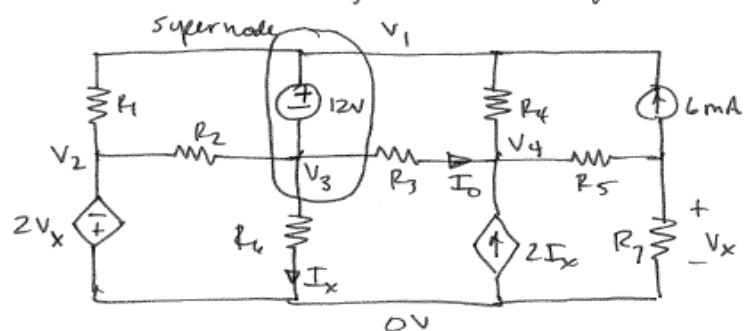 supernode
V1
R1
+
−
12V
R4
6mA
R2
V2
V3
R3
I0
V4
R5
2Vx
−
+
R6
Ix
2Ix
R7
+
Vx
−
0V